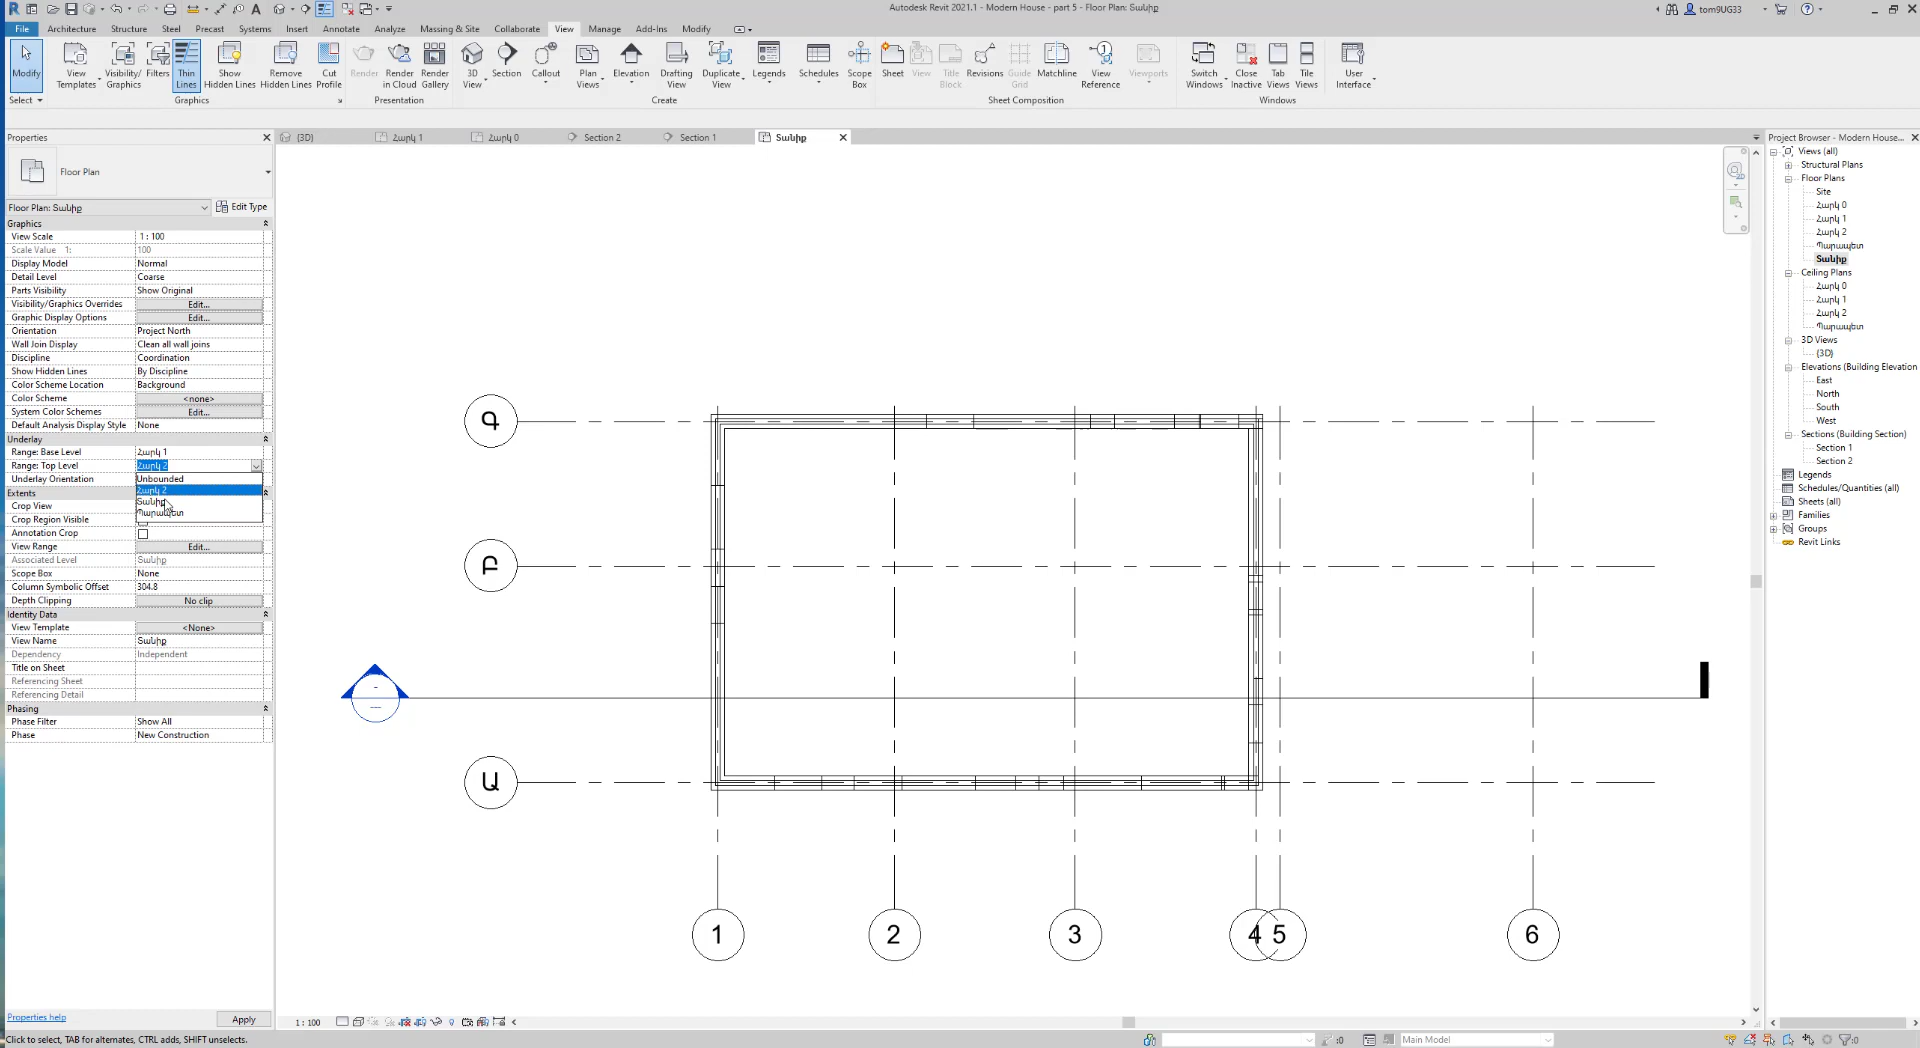 Autodesk Revit 2021.1 - Modern House - part 5 - Floor Plan: Տանիք
tom9UG33
File
Architecture
Structure
Steel
Precast
Systems
Insert
Annotate
Analyze
Massing & Site
Collaborate
View
Manage
Add-Ins
Modify
Modify
View Templates
Visibility/ Graphics
Filters
Thin Lines
Show Hidden Lines
Remove Hidden Lines
Cut Profile
Render
Render in Cloud
Render Gallery
3D View
Section
Callout
Plan Views
Elevation
Drafting View
Duplicate View
Legends
Schedules
Scope Box
Sheet
View
Title Block
Revisions
Guide Grid
Matchline
View Reference
Viewports
Switch Windows
Close Inactive
Tab Views
Tile Views
User Interface
Select
Graphics
Presentation
Create
Sheet Composition
Windows
Properties
Floor Plan
Floor Plan: Տանիք
Edit Type
Graphics
View Scale 1 : 100
Scale Value 1: 100
Display Model Normal
Detail Level Coarse
Parts Visibility Show Original
Visibility/Graphics Overrides Edit...
Graphic Display Options Edit...
Orientation Project North
Wall Join Display Clean all wall joins
Discipline Coordination
Show Hidden Lines By Discipline
Color Scheme Location Background
Color Scheme <none>
System Color Schemes Edit...
Default Analysis Display Style None
Underlay
Range: Base Level Հարկ 1
Range: Top Level Հարկ 2
Underlay Orientation
Unbounded
Հարկ 2
Տանիք
Պարապետ
Extents
Crop View
Crop Region Visible
Annotation Crop
View Range Edit...
Associated Level Տանիք
Scope Box None
Column Symbolic Offset 304.8
Depth Clipping No clip
Identity Data
View Template <None>
View Name Տանիք
Dependency Independent
Title on Sheet
Referencing Sheet
Referencing Detail
Phasing
Phase Filter Show All
Phase New Construction
Properties help
Apply
{3D}
Հարկ 1
Հարկ 0
Section 2
Section 1
Տանիք
Գ
Բ
Ա
1
2
3
4
5
6
Project Browser - Modern House...
Views (all)
Structural Plans
Floor Plans
Site
Հարկ 0
Հարկ 1
Հարկ 2
Պարապետ
Տանիք
Ceiling Plans
Հարկ 0
Հարկ 1
Հարկ 2
Պարապետ
3D Views
{3D}
Elevations (Building Elevation
East
North
South
West
Sections (Building Section)
Section 1
Section 2
Legends
Schedules/Quantities (all)
Sheets (all)
Families
Groups
Revit Links
1 : 100
Click to select, TAB for alternates, CTRL adds, SHIFT unselects.
:0
Main Model
:0